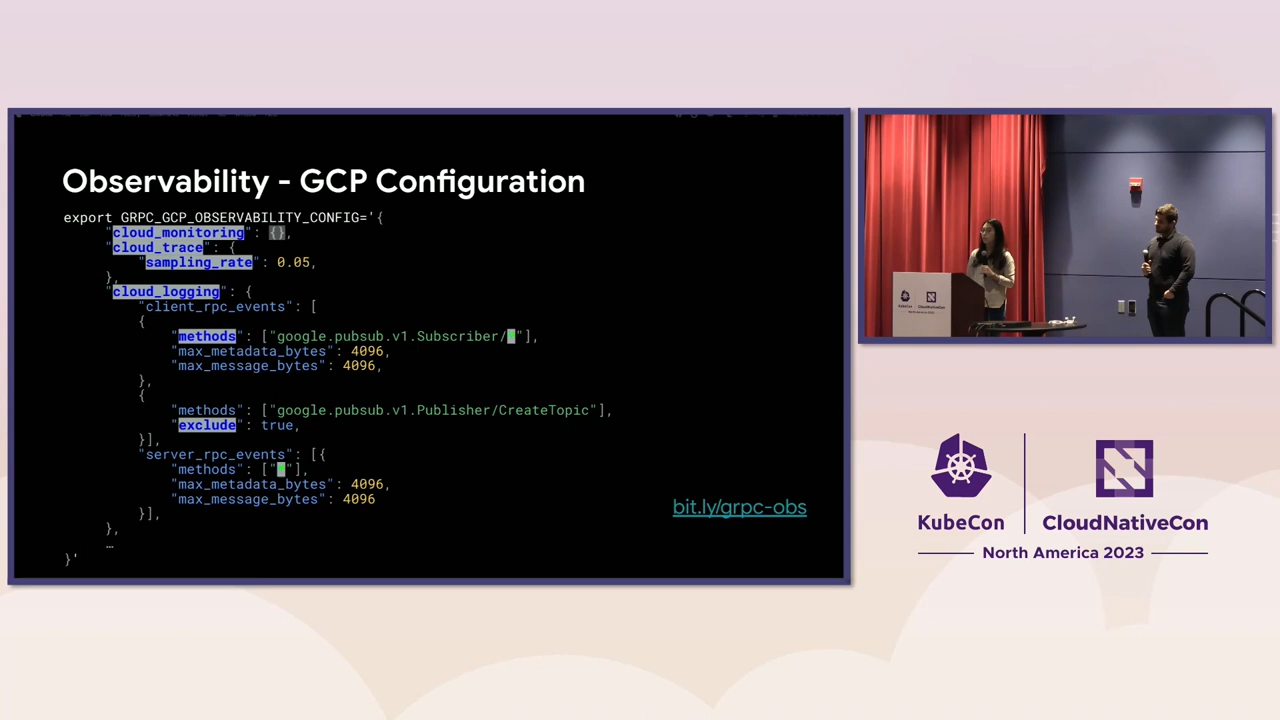 Observability - GCP Configuration
export GRPC_GCP_OBSERVABILITY_CONFIG='{
"cloud_monitoring": {},
"cloud_trace": {
"sampling_rate": 0.05,
},
"cloud_logging": {
"client_rpc_events": [
{
"methods": ["google.pubsub.v1.Subscriber/*"],
"max_metadata_bytes": 4096,
"max_message_bytes": 4096,
},
{
"methods": ["google.pubsub.v1.Publisher/CreateTopic"],
"exclude": true,
}],
"server_rpc_events": [{
"methods": ["*"],
"max_metadata_bytes": 4096,
"max_message_bytes": 4096
}],
},
…
}'
bit.ly/grpc-obs
KubeCon
CloudNativeCon
KubeCon
CloudNativeCon
North America 2023